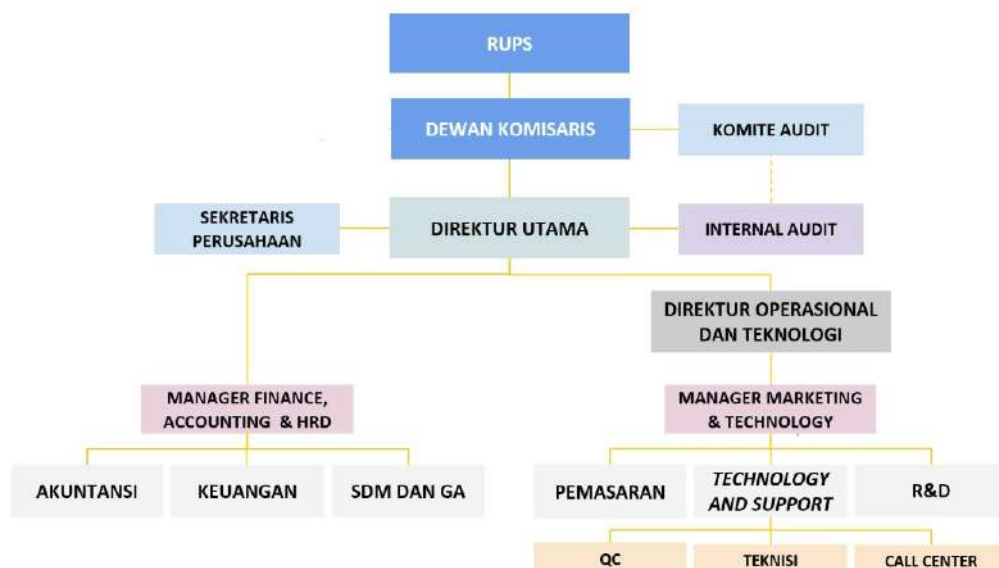 RUPS
DEWAN KOMISARIS
KOMITE AUDIT
SEKRETARIS
PERUSAHAAN
DIREKTUR UTAMA
INTERNAL AUDIT
DIREKTUR OPERASIONAL
DAN TEKNOLOGI
MANAGER FINANCE,
ACCOUNTING & HRD
MANAGER MARKETING
& TECHNOLOGY
AKUNTANSI
KEUANGAN
SDM DAN GA
PEMASARAN
TECHNOLOGY
AND SUPPORT
R&D
QC
TEKNISI
CALL CENTER